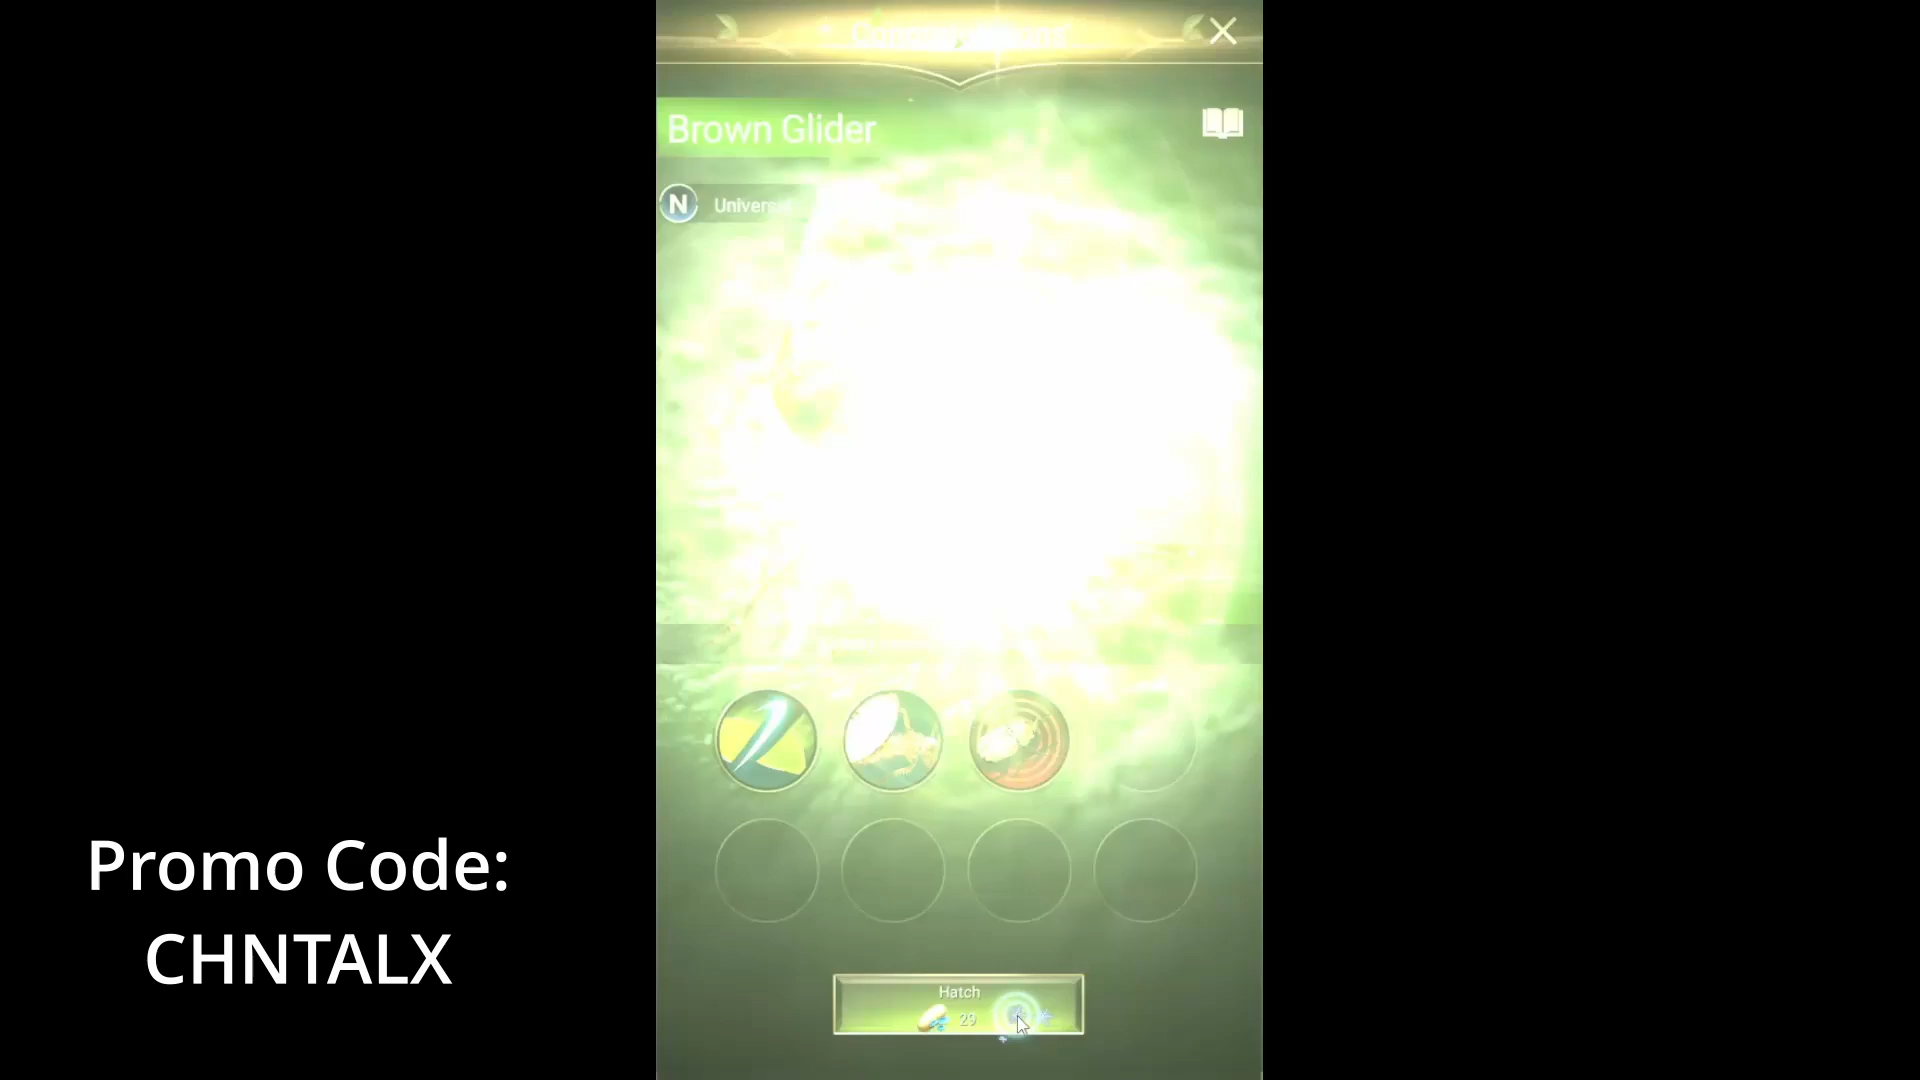 Brown Glider
N
Hatch
29
Promo Code:
CHNTALX